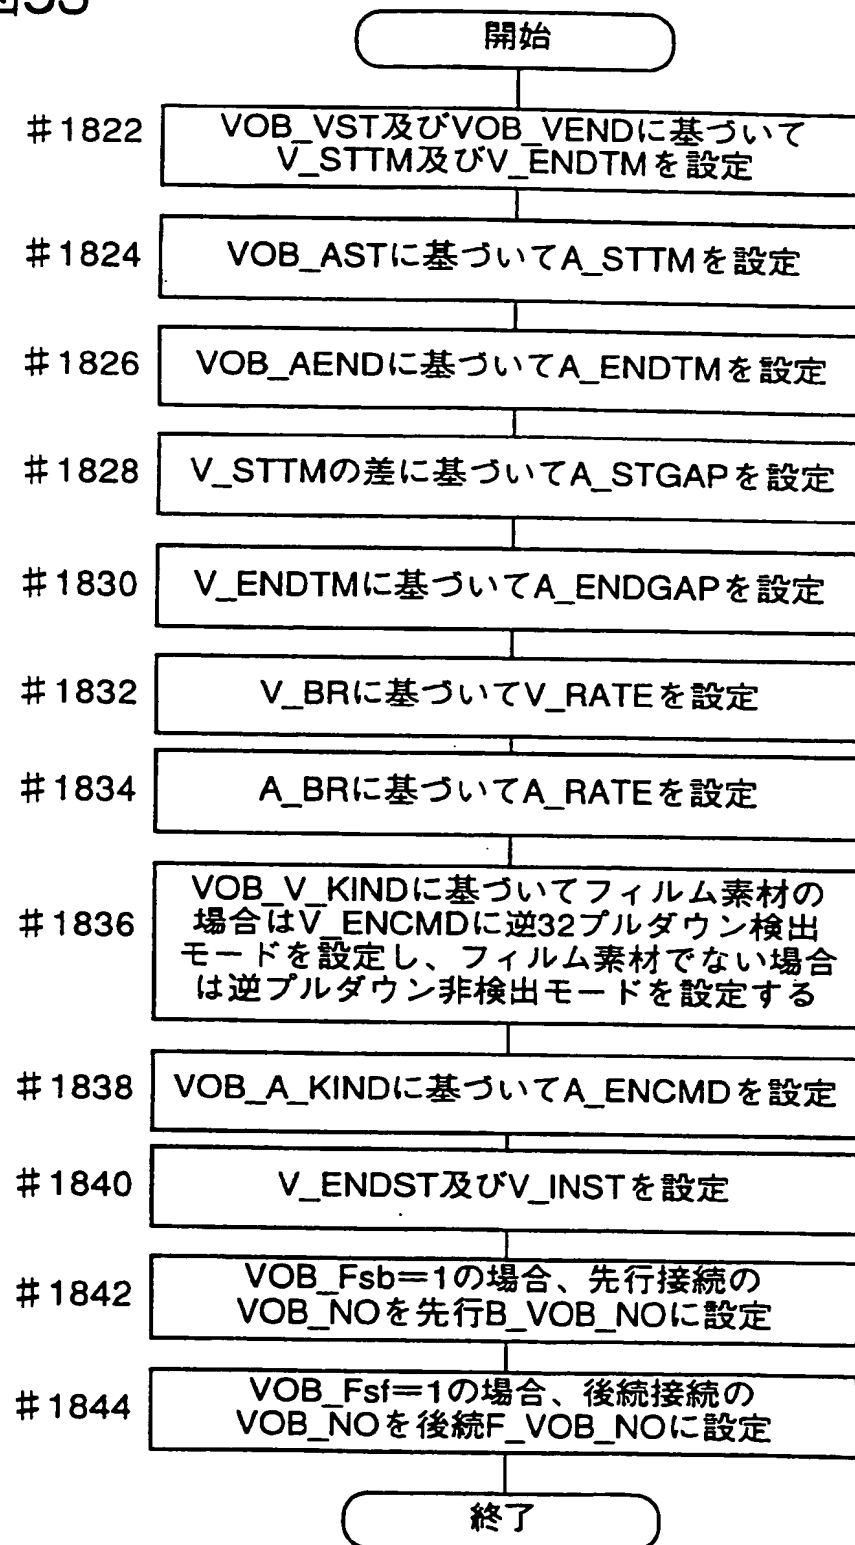 開始
#1822
VOB_VST及びVOB_VENDに基づいて
V_STTM及びV_ENDTMを設定
#1824
VOB_ASTに基づいてA_STTMを設定
#1826
VOB_AENDに基づいてA_ENDTMを設定
#1828
V_STTMの差に基づいてA_STGAPを設定
#1830
V_ENDTMに基づいてA_ENDGAPを設定
#1832
V_BRに基づいてV_RATEを設定
#1834
A_BRに基づいてA_RATEを設定
#1836
VOB_V_KINDに基づいてフィルム素材の
場合はV_ENCMDに逆32プルダウン検出
モードを設定し、フィルム素材でない場合
は逆プルダウン非検出モードを設定する
#1838
VOB_A_KINDに基づいてA_ENCMDを設定
#1840
V_ENDST及びV_INSTを設定
#1842
VOB_Fsb=1の場合、先行接続の
VOB_NOを先行B_VOB_NOに設定
#1844
VOB_Fsf=1の場合、後続接続の
VOB_NOを後続F_VOB_NOに設定
終了